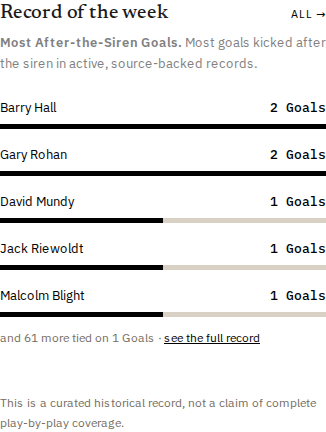 Record of the week
ALL →
Most After-the-Siren Goals. Most goals kicked after
the siren in active, source-backed records.
Barry Hall 2 Goals
Gary Rohan 2 Goals
David Mundy 1 Goals
Jack Riewoldt 1 Goals
Malcolm Blight 1 Goals
and 61 more tied on 1 Goals · see the full record
This is a curated historical record, not a claim of complete
play-by-play coverage.